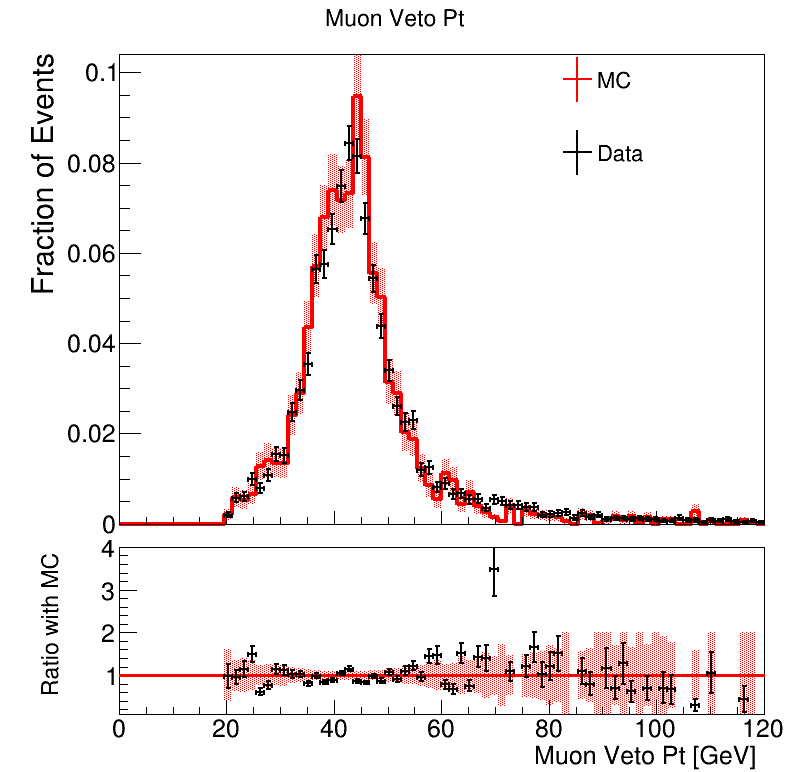 Muon Veto Pt
Fraction of Events
0.1
0.08
0.06
0.04
0.02
0
MC
Data
Ratio with MC
4
3
2
1
0 20 40 60 80 100 120
Muon Veto Pt [GeV]